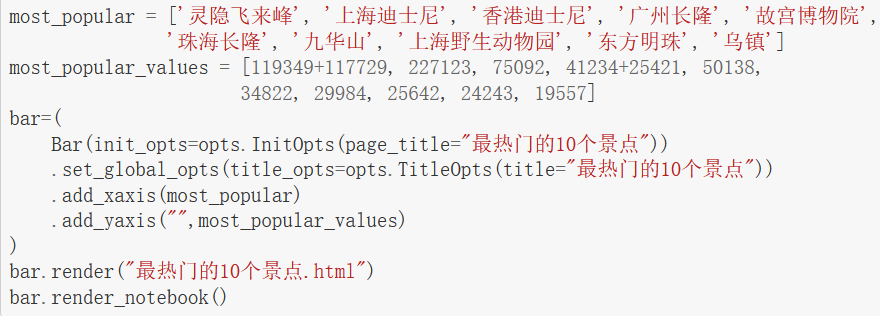 most_popular = ['灵隐飞来峰', '上海迪士尼', '香港迪士尼', '广州长隆', '故宫博物院',
'珠海长隆', '九华山', '上海野生动物园', '东方明珠', '乌镇']
most_popular_values = [119349+117729, 227123, 75092, 41234+25421, 50138,
34822, 29984, 25642, 24243, 19557]
bar=(
Bar(init_opts=opts.InitOpts(page_title="最热门的10个景点"))
.set_global_opts(title_opts=opts.TitleOpts(title="最热门的10个景点"))
.add_xaxis(most_popular)
.add_yaxis("",most_popular_values)
)
bar.render("最热门的10个景点.html")
bar.render_notebook()